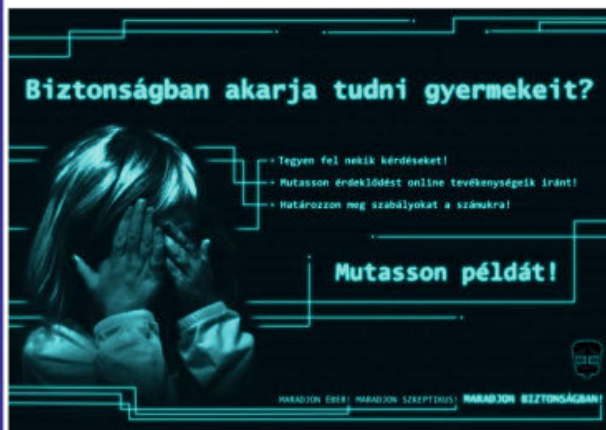 Biztonságban akarja tudni gyermekeit?
Tegyen fel nekik kérdéseket!
Mutasson érdeklődést online tevékenységeik iránt!
Határozzon meg szabályokat a számukra!
Mutasson példát!
MARADJON ÉBER! MARADJON SZKEPTIKUS! MARADJON BIZTONSÁGBAN!